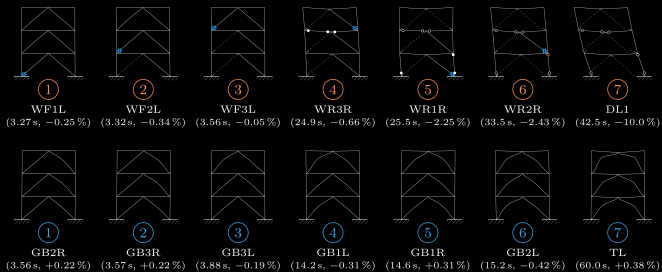 1 2 3 4 5 6 7
WF1L WF2L WF3L WR3R WR1R WR2R DL1
(3.27 s, −0.25 %) (3.32 s, −0.34 %) (3.56 s, −0.05 %) (24.9 s, −0.66 %) (25.5 s, −2.25 %) (33.5 s, −2.43 %) (42.5 s, −10.0 %)
1 2 3 4 5 6 7
GB2R GB3R GB3L GB1L GB1R GB2L TL
(3.56 s, +0.22 %) (3.57 s, +0.22 %) (3.88 s, −0.19 %) (14.2 s, −0.31 %) (14.6 s, +0.31 %) (15.2 s, −0.42 %) (60.0 s, +0.38 %)